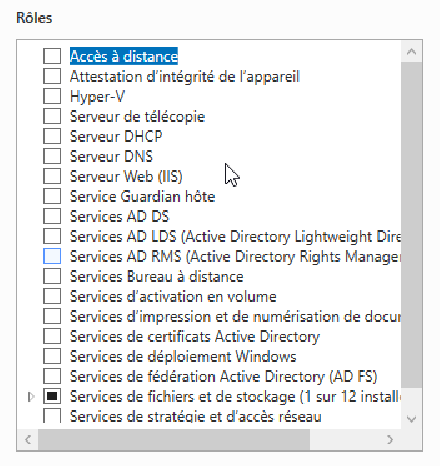 Rôles
Accès à distance
Attestation d'intégrité de l'appareil
Hyper-V
Serveur de télécopie
Serveur DHCP
Serveur DNS
Serveur Web (IIS)
Service Guardian hôte
Services AD DS
Services AD LDS (Active Directory Lightweight Dire
Services AD RMS (Active Directory Rights Manager
Services Bureau à distance
Services d'activation en volume
Services d'impression et de numérisation de docur
Services de certificats Active Directory
Services de déploiement Windows
Services de fédération Active Directory (AD FS)
Services de fichiers et de stockage (1 sur 12 installe
Services de stratégie et d'accès réseau